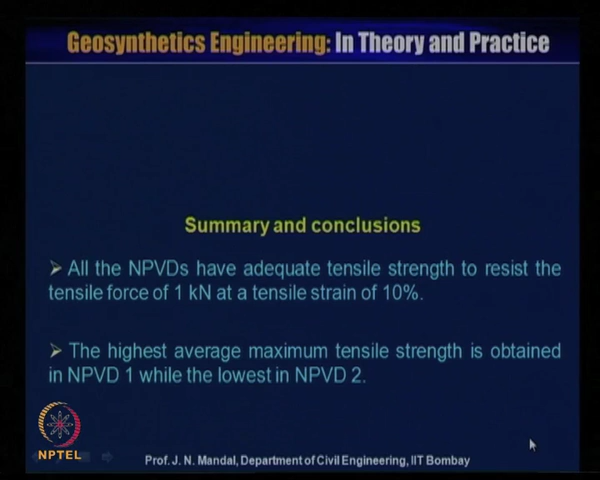 Geosynthetics Engineering: In Theory and Practice
Summary and conclusions
➢ All the NPVDs have adequate tensile strength to resist the
tensile force of 1 kN at a tensile strain of 10%.
➢ The highest average maximum tensile strength is obtained
in NPVD 1 while the lowest in NPVD 2.
NPTEL
Prof. J. N. Mandal, Department of Civil Engineering, IIT Bombay